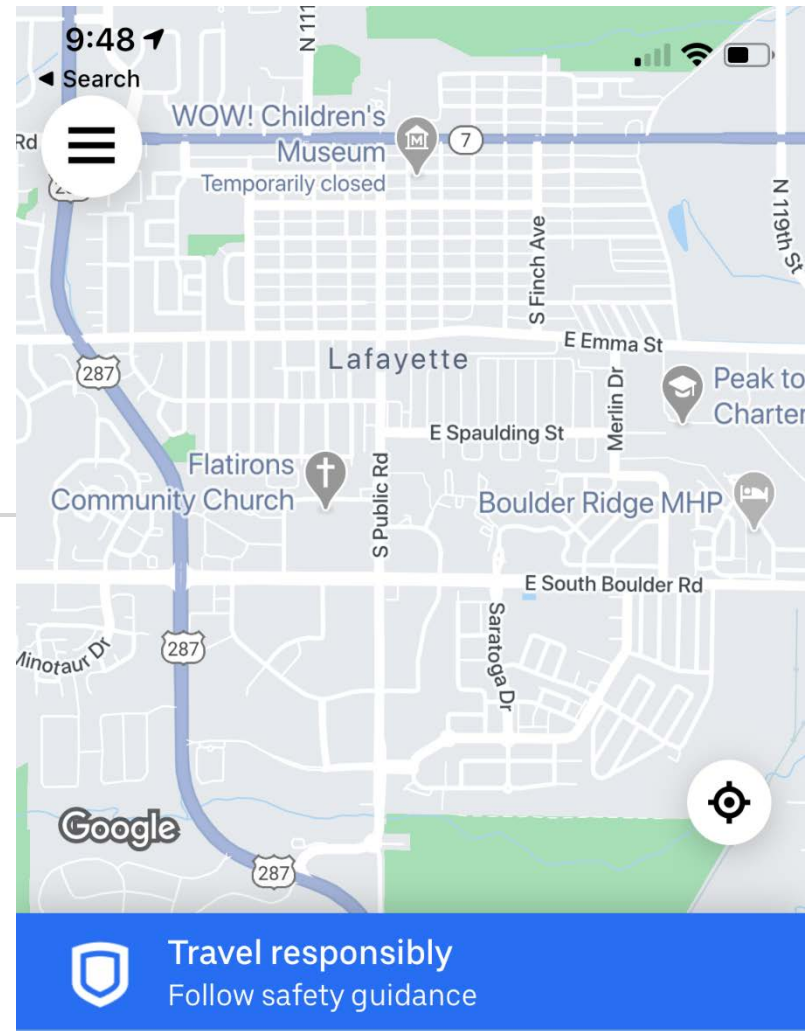 9:48
◀ Search
N 111
WOW! Children's
Museum
Temporarily closed
7
Rd
N 119th St
S Finch Ave
E Emma St
Lafayette
287
Merlin Dr
Peak to
Charter
E Spaulding St
Flatirons
Community Church
S Public Rd
Boulder Ridge MHP
E South Boulder Rd
Saratoga Dr
Minotaur Dr
287
Google
287
Travel responsibly
Follow safety guidance